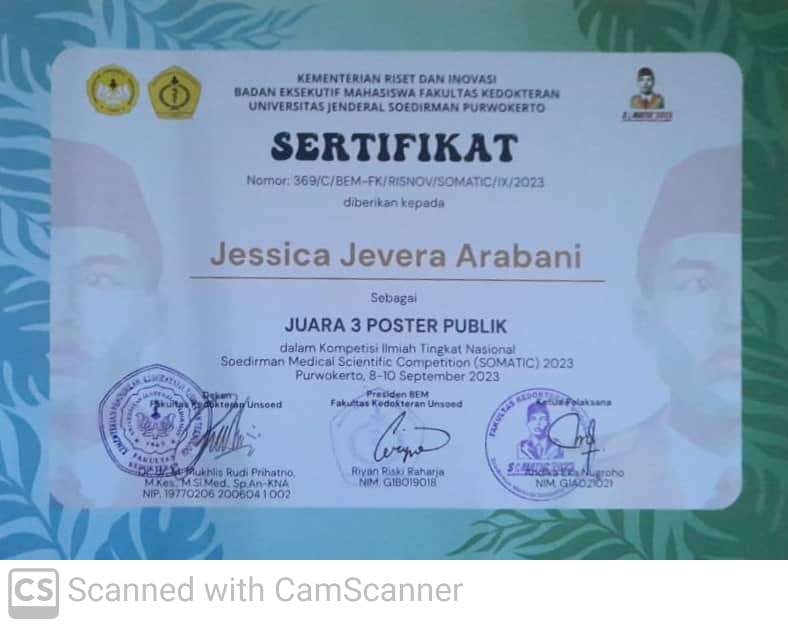 KEMENTERIAN RISET DAN INOVASI
BADAN EKSEKUTIF MAHASISWA FAKULTAS KEDOKTERAN
UNIVERSITAS JENDERAL SOEDIRMAN PURWOKERTO
SERTIFIKAT
Nomor: 369/C/BEM-FK/RISNOV/SOMATIC/IX/2023
diberikan kepada
Jessica Jevera Arabani
Sebagai
JUARA 3 POSTER PUBLIK
dalam Kompetisi Ilmiah Tingkat Nasional
Soedirman Medical Scientific Competition (SOMATIC) 2023
Purwokerto, 8-10 September 2023
Dekan
Fakultas Kedokteran Unsoed
Mukhlis Rudi Prihatno,
M.Kes., M.Si.Med., Sp.An-KNA
NIP. 19770206 200604 1 002
Presiden BEM
Fakultas Kedokteran Unsoed
Riyan Riski Raharja
NIM. G1B019018
Ketua Pelaksana
Nugroho
NIM. G1A021021
FAKULTAS KEDOKTERAN
CS Scanned with CamScanner